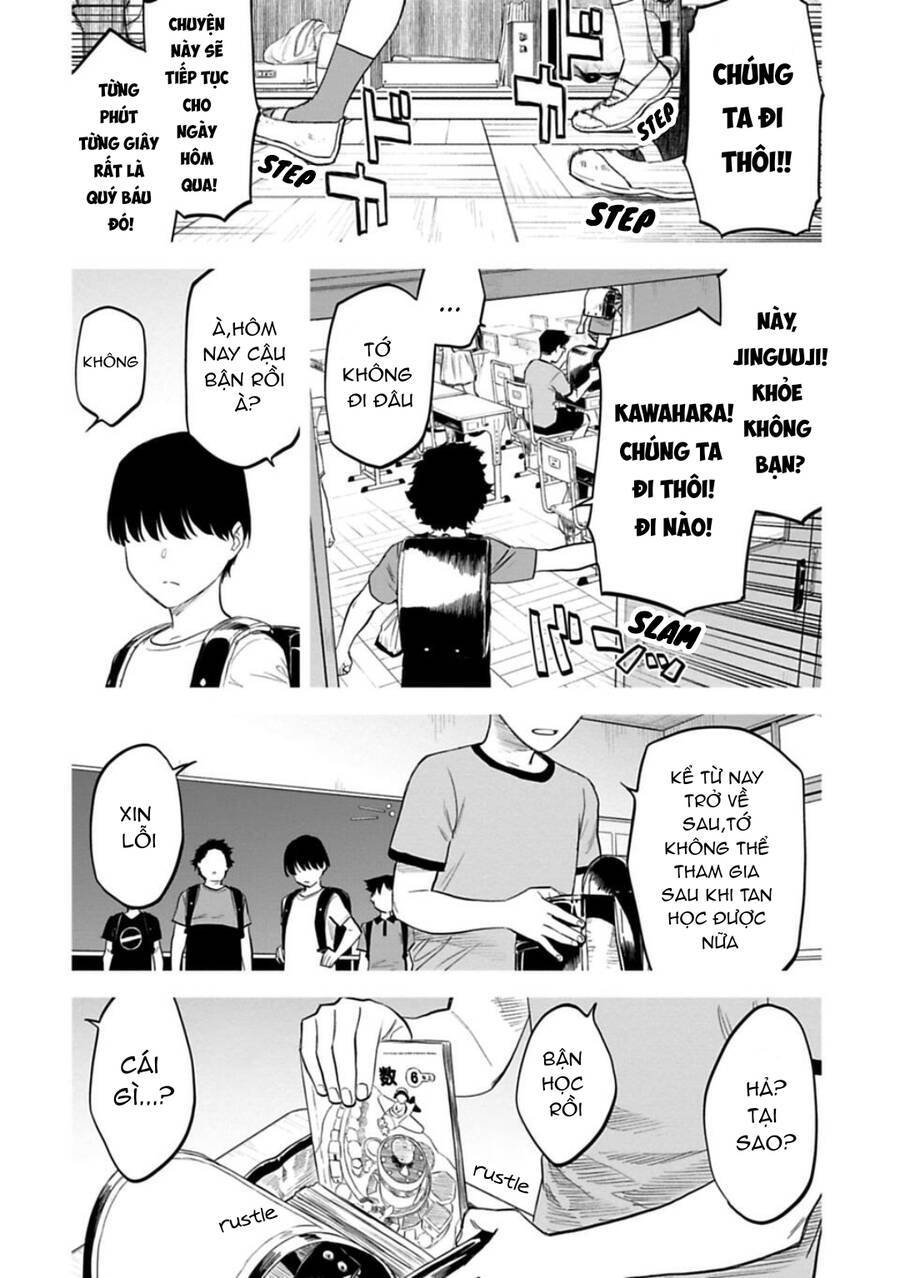 CHÚNG
TA ĐI
THÔI!!
STEP
STEP
ドドド
STEP
CHUYỆN
NÀY SẼ
TIẾP TỤC
CHO
NGÀY
HÔM
QUA!
TỪNG
PHÚT
TỪNG GIÂY
RẤT LÀ
QUÝ BÁU
ĐÓ!
NÀY,
JINGUUJI!
KHỎE
KHÔNG
BẠN?
KAWAHARA!
CHÚNG TA
ĐI THÔI!
ĐI NÀO!
SLAM
...
TỚ
KHÔNG
ĐI ĐÂU
À,HÔM
NAY CẬU
BẬN RỒI
À?
KHÔNG
KỂ TỪ NAY
TRỞ VỀ
SAU,TỚ
KHÔNG THỂ
THAM GIA
SAU KHI TAN
HỌC ĐƯỢC
NỮA
XIN
LỖI
HẢ?
TẠI
SAO?
BẬN
HỌC
RỒI
数 6
rustle
rustle
CÁI
GÌ...?